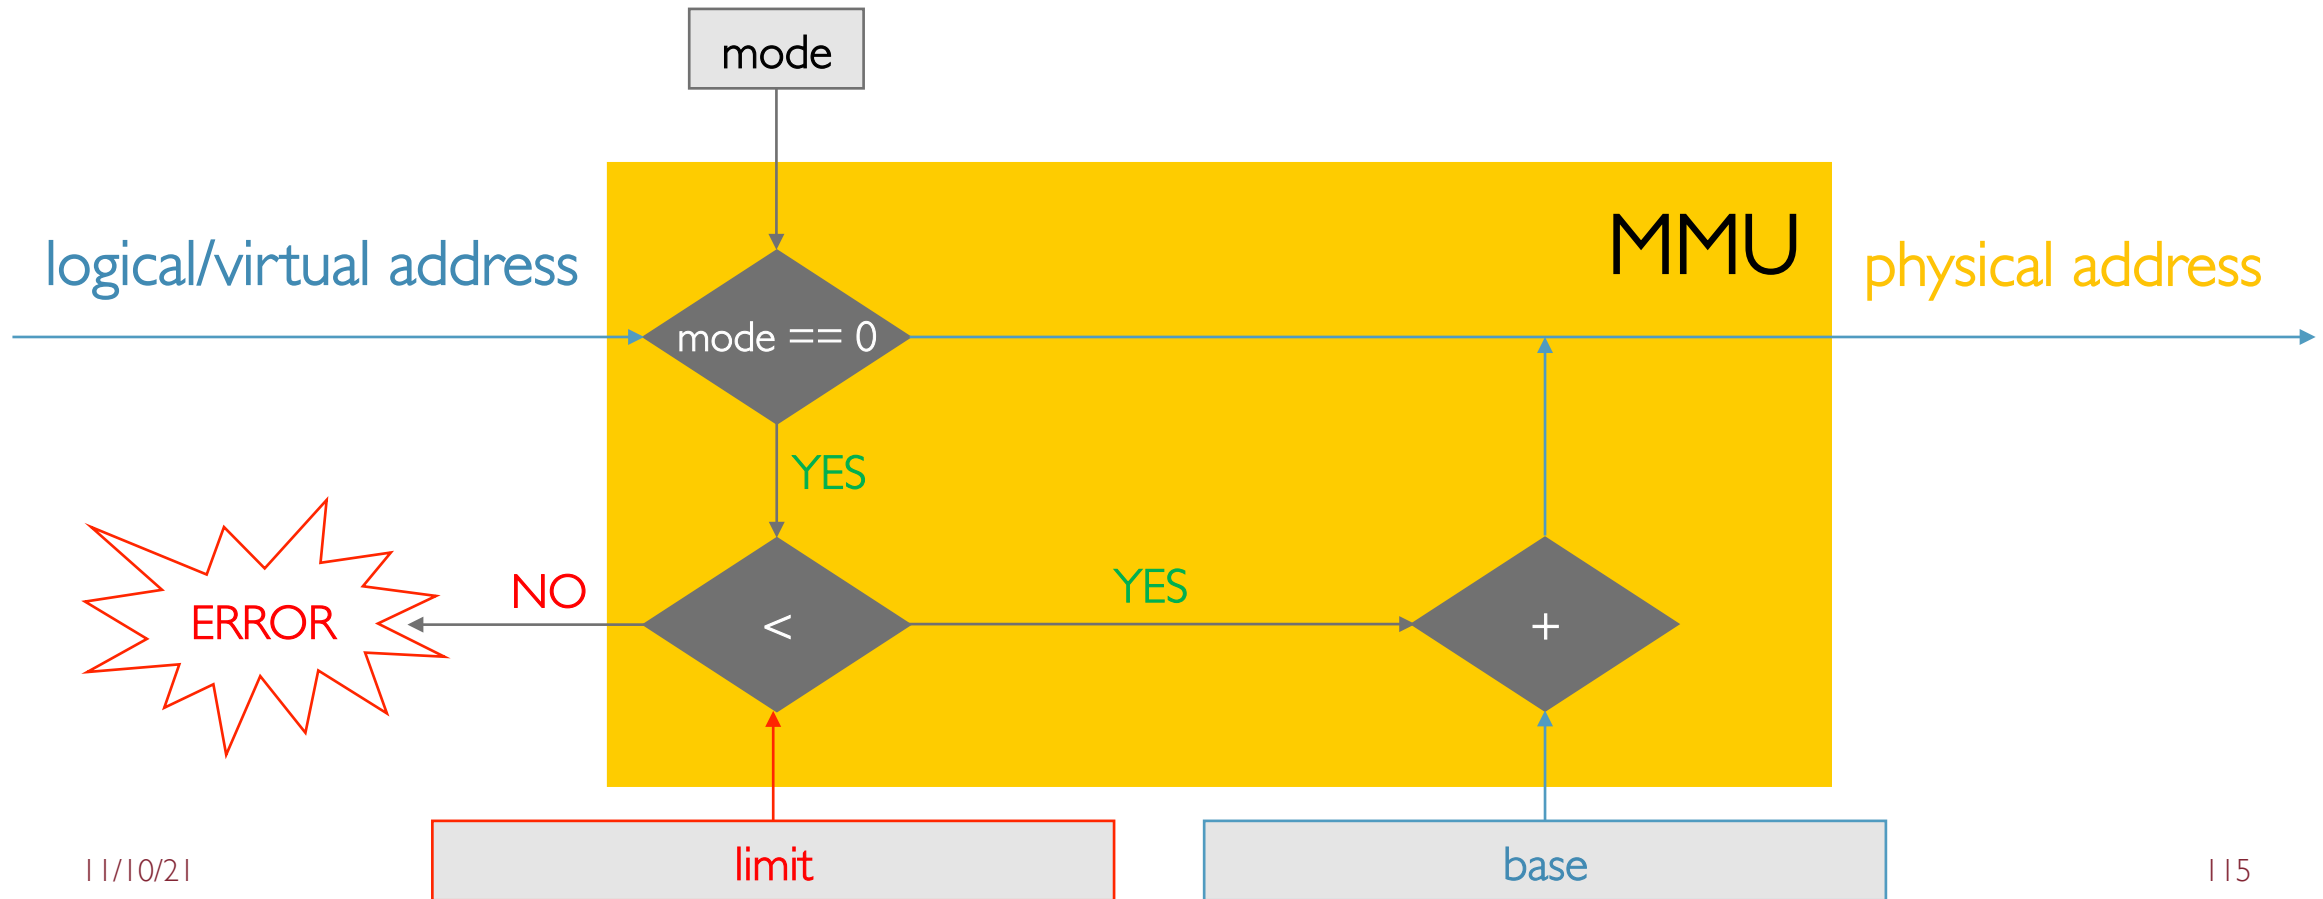 mode
MMU
logical/virtual address
physical address
mode == 0
YES
NO
YES
ERROR
<
+
limit
base
11/10/21
115